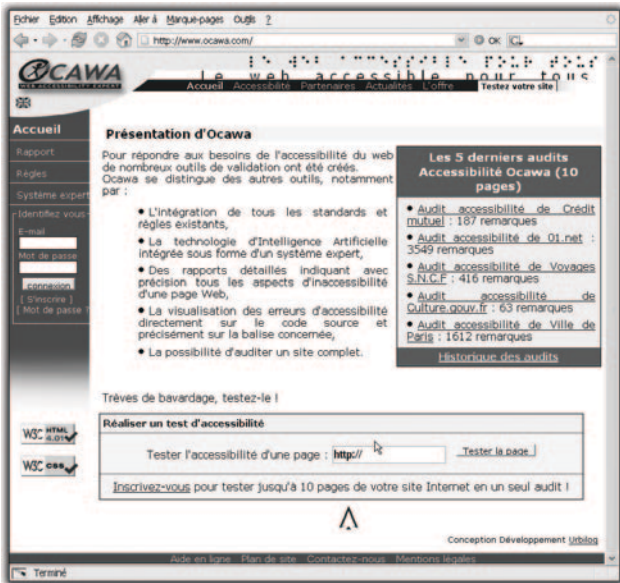 Fichier Edition Affichage Aller à Marque-pages Outils ?
http://www.ocawa.com/ OK
OCAWA
WEB ACCESSIBILITY EXPERT
Le web accessible pour tous
Accueil Accessibilité Partenaires Actualités L'offre Testez votre site
Accueil
Rapport
Règles
Système expert
Identifiez vous
E-mail
Mot de passe
connexion
[ S'inscrire ]
[ Mot de passe ?
Présentation d'Ocawa
Pour répondre aux besoins de l'accessibilité du web
de nombreux outils de validation ont été créés.
Ocawa se distingue des autres outils, notamment
par :
• L'intégration de tous les standards et
règles existants,
• La technologie d'Intelligence Artificielle
intégrée sous forme d'un système expert,
• Des rapports détaillés indiquant avec
précision tous les aspects d'inaccessibilité
d'une page Web,
• La visualisation des erreurs d'accessibilité
directement sur le code source et
précisément sur la balise concernée,
• La possibilité d'auditer un site complet.
Les 5 derniers audits
Accessibilité Ocawa (10
pages)
• Audit accessibilité de Crédit
mutuel : 187 remarques
• Audit accessibilité de 01.net :
3549 remarques
• Audit accessibilité de Voyages
S.N.C.F : 416 remarques
• Audit accessibilité de
Culture.gouv.fr : 63 remarques
• Audit accessibilité de Ville de
Paris : 1612 remarques
Historique des audits
Trèves de bavardage, testez-le !
Réaliser un test d'accessibilité
Tester l'accessibilité d'une page : http:// Tester la page
Inscrivez-vous pour tester jusqu'à 10 pages de votre site Internet en un seul audit !
W3C HTML 4.01
W3C css
Conception Développement Urbilog
Aide en ligne Plan de site Contactez-nous Mentions légales
Terminé